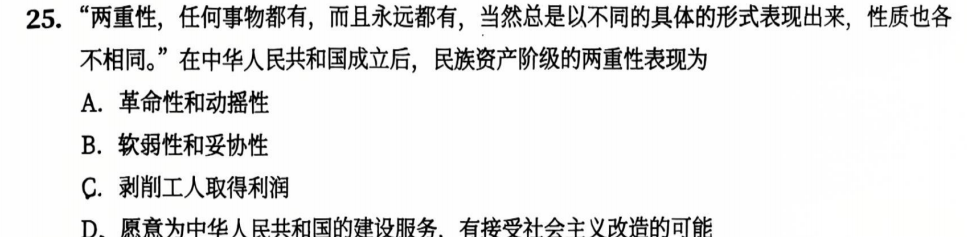 25. “两重性，任何事物都有，而且永远都有，当然总是以不同的具体的形式表现出来，性质也各
不相同。”在中华人民共和国成立后，民族资产阶级的两重性表现为
A. 革命性和动摇性
B. 软弱性和妥协性
C. 剥削工人取得利润
D. 愿意为中华人民共和国的建设服务，有接受社会主义改造的可能